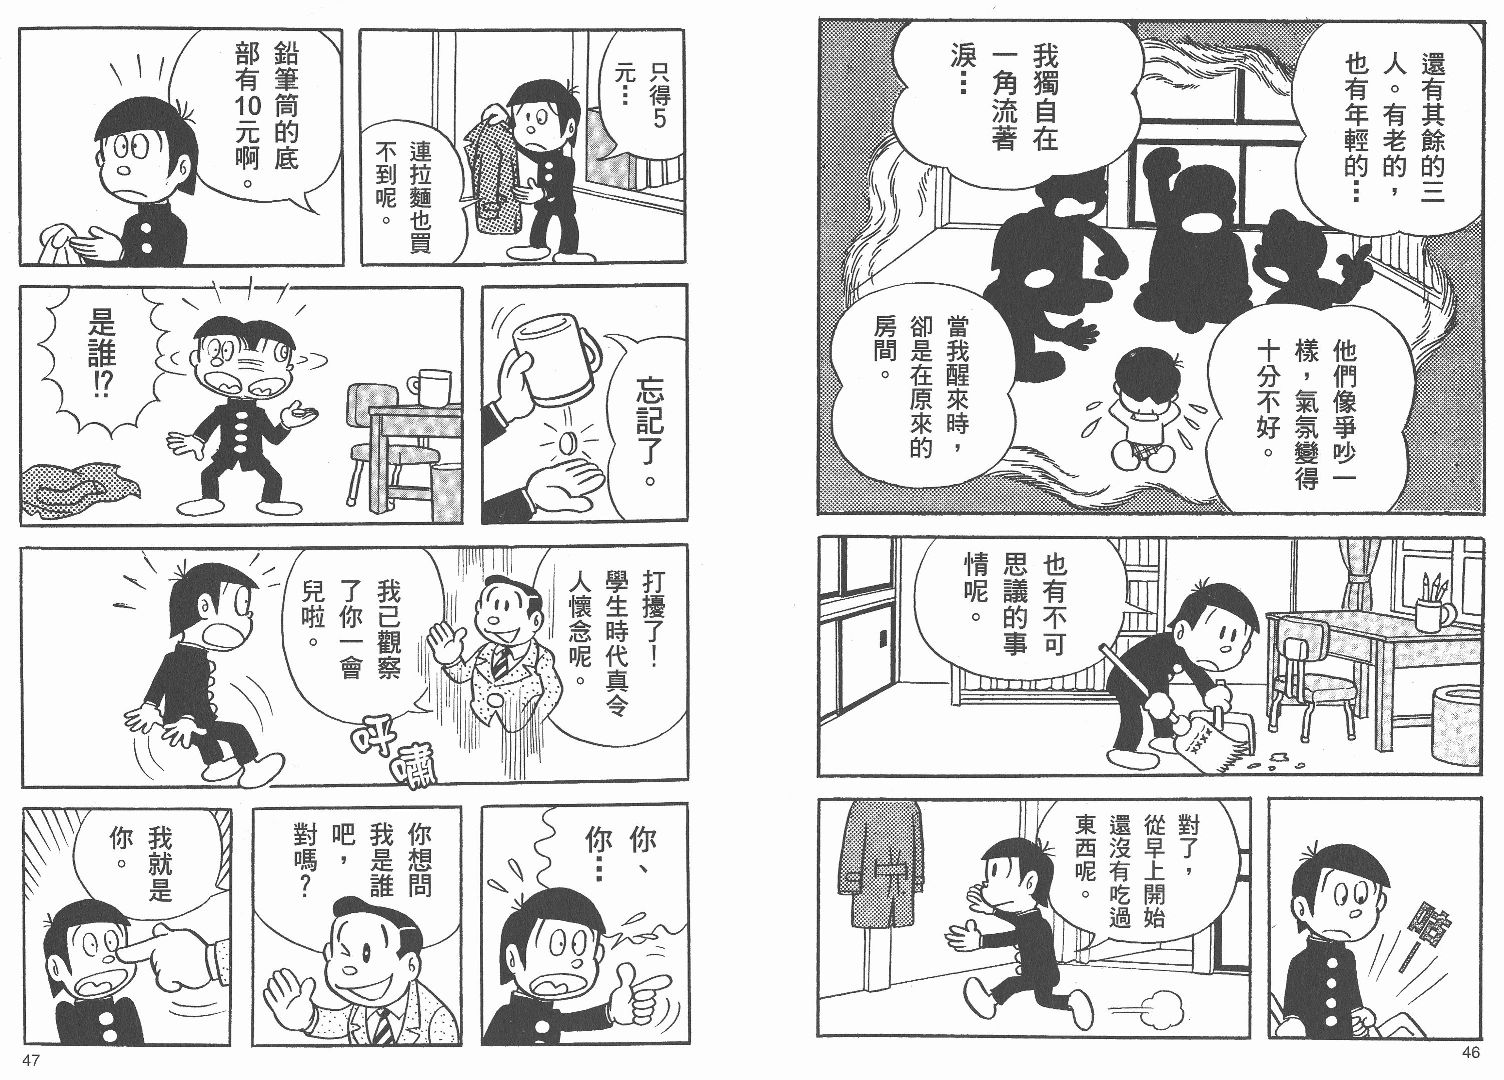 還有其餘的三
人。有老的，
也有年輕的…
我獨自在
一角流著
淚…
他們像爭吵一
樣，氣氛變得
十分不好。
當我醒來時，
卻是在原來的
房間。
也有不可
思議的事
情呢。
咕—
對了，
從早上開始
還沒有吃過
東西呢。
46
只得5
元…
連拉麵也買
不到呢。
鉛筆筒的底
部有10元啊。
忘記了。
是誰!?
打擾了！
學生時代真令
人懷念呢。
我已觀察
了你一會
兒啦。
呼
嘯
你、
你…
你想問
我是誰
吧，
對嗎？
我就是
你。
47